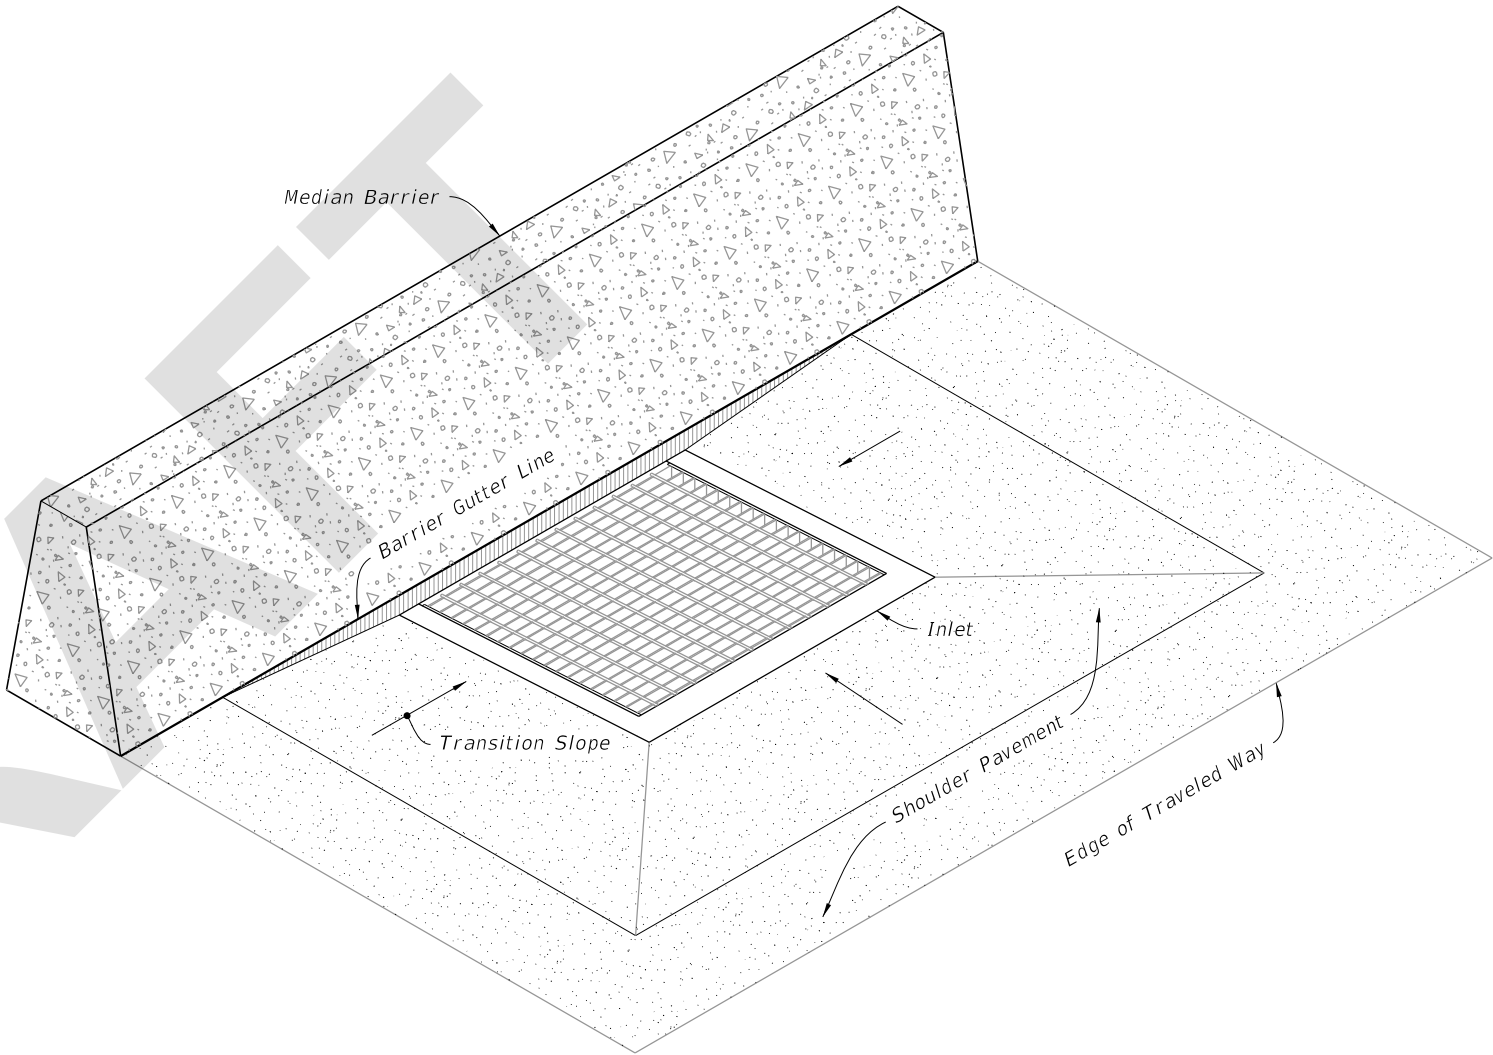 Median Barrier
Barrier Gutter Line
Inlet
Transition Slope
Shoulder Pavement
Edge of Traveled Way